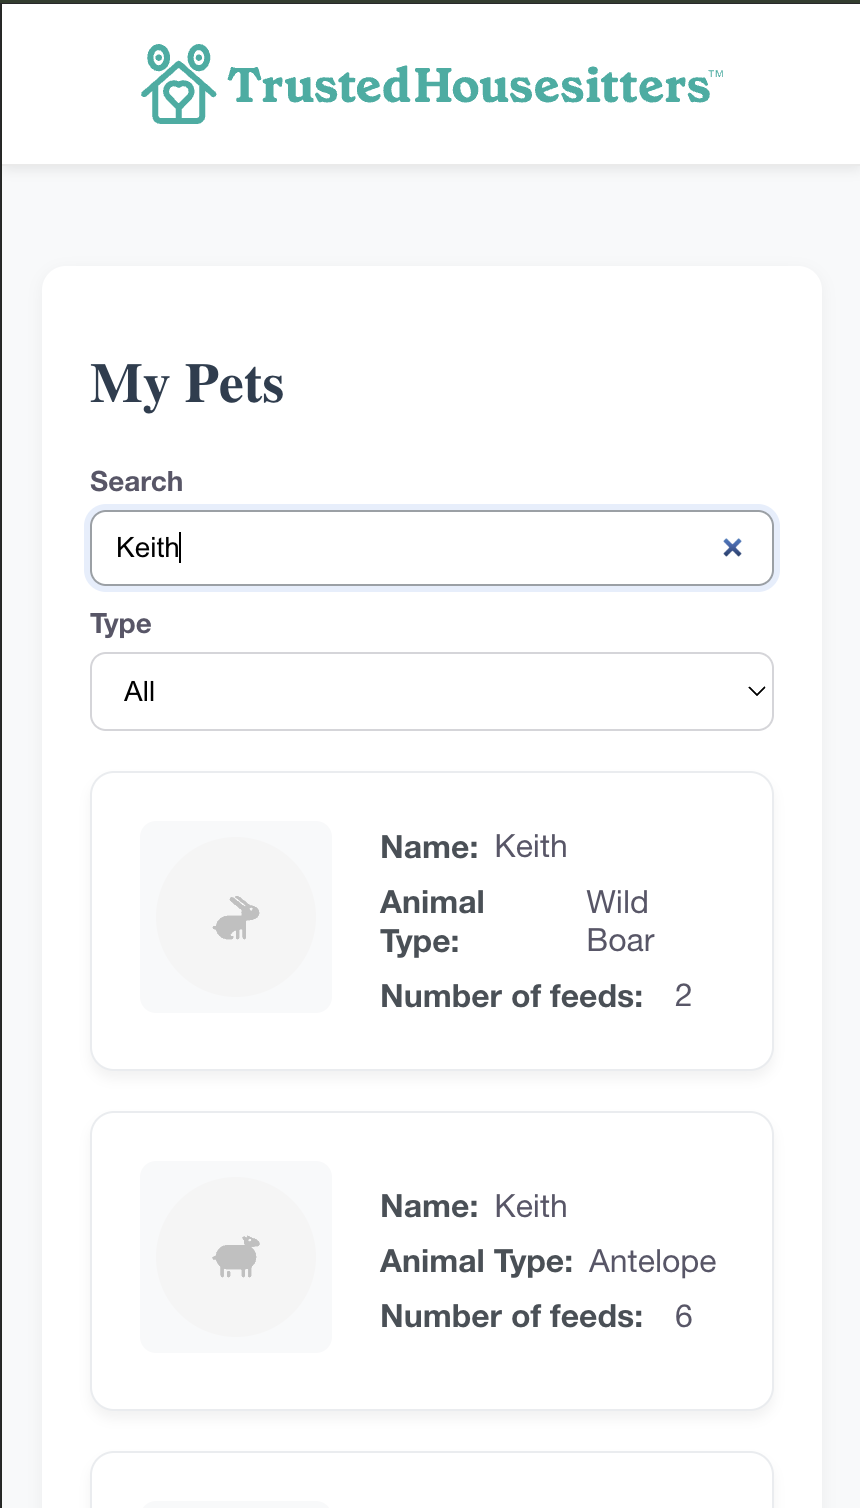 TrustedHousesitters™
My Pets
Search
Keith
Type
All
Name: Keith
Animal Type: Wild Boar
Number of feeds: 2
Name: Keith
Animal Type: Antelope
Number of feeds: 6